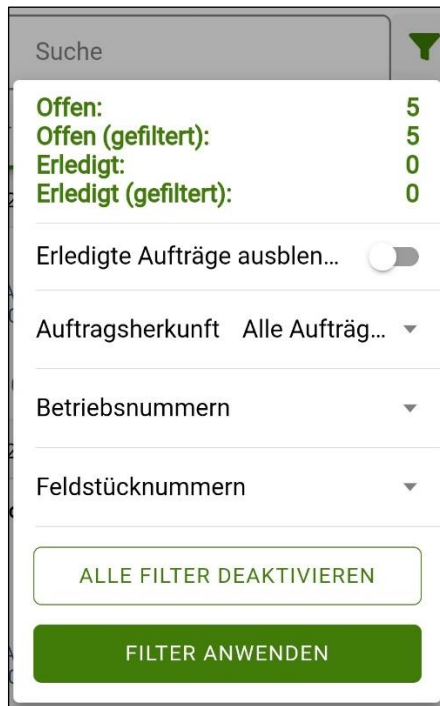 Suche
Offen: 5
Offen (gefiltert): 5
Erledigt: 0
Erledigt (gefiltert): 0
Erledigte Aufträge ausblen...
Auftragsherkunft Alle Aufträg...
Betriebsnummern
Feldstücknummern
ALLE FILTER DEAKTIVIEREN
FILTER ANWENDEN